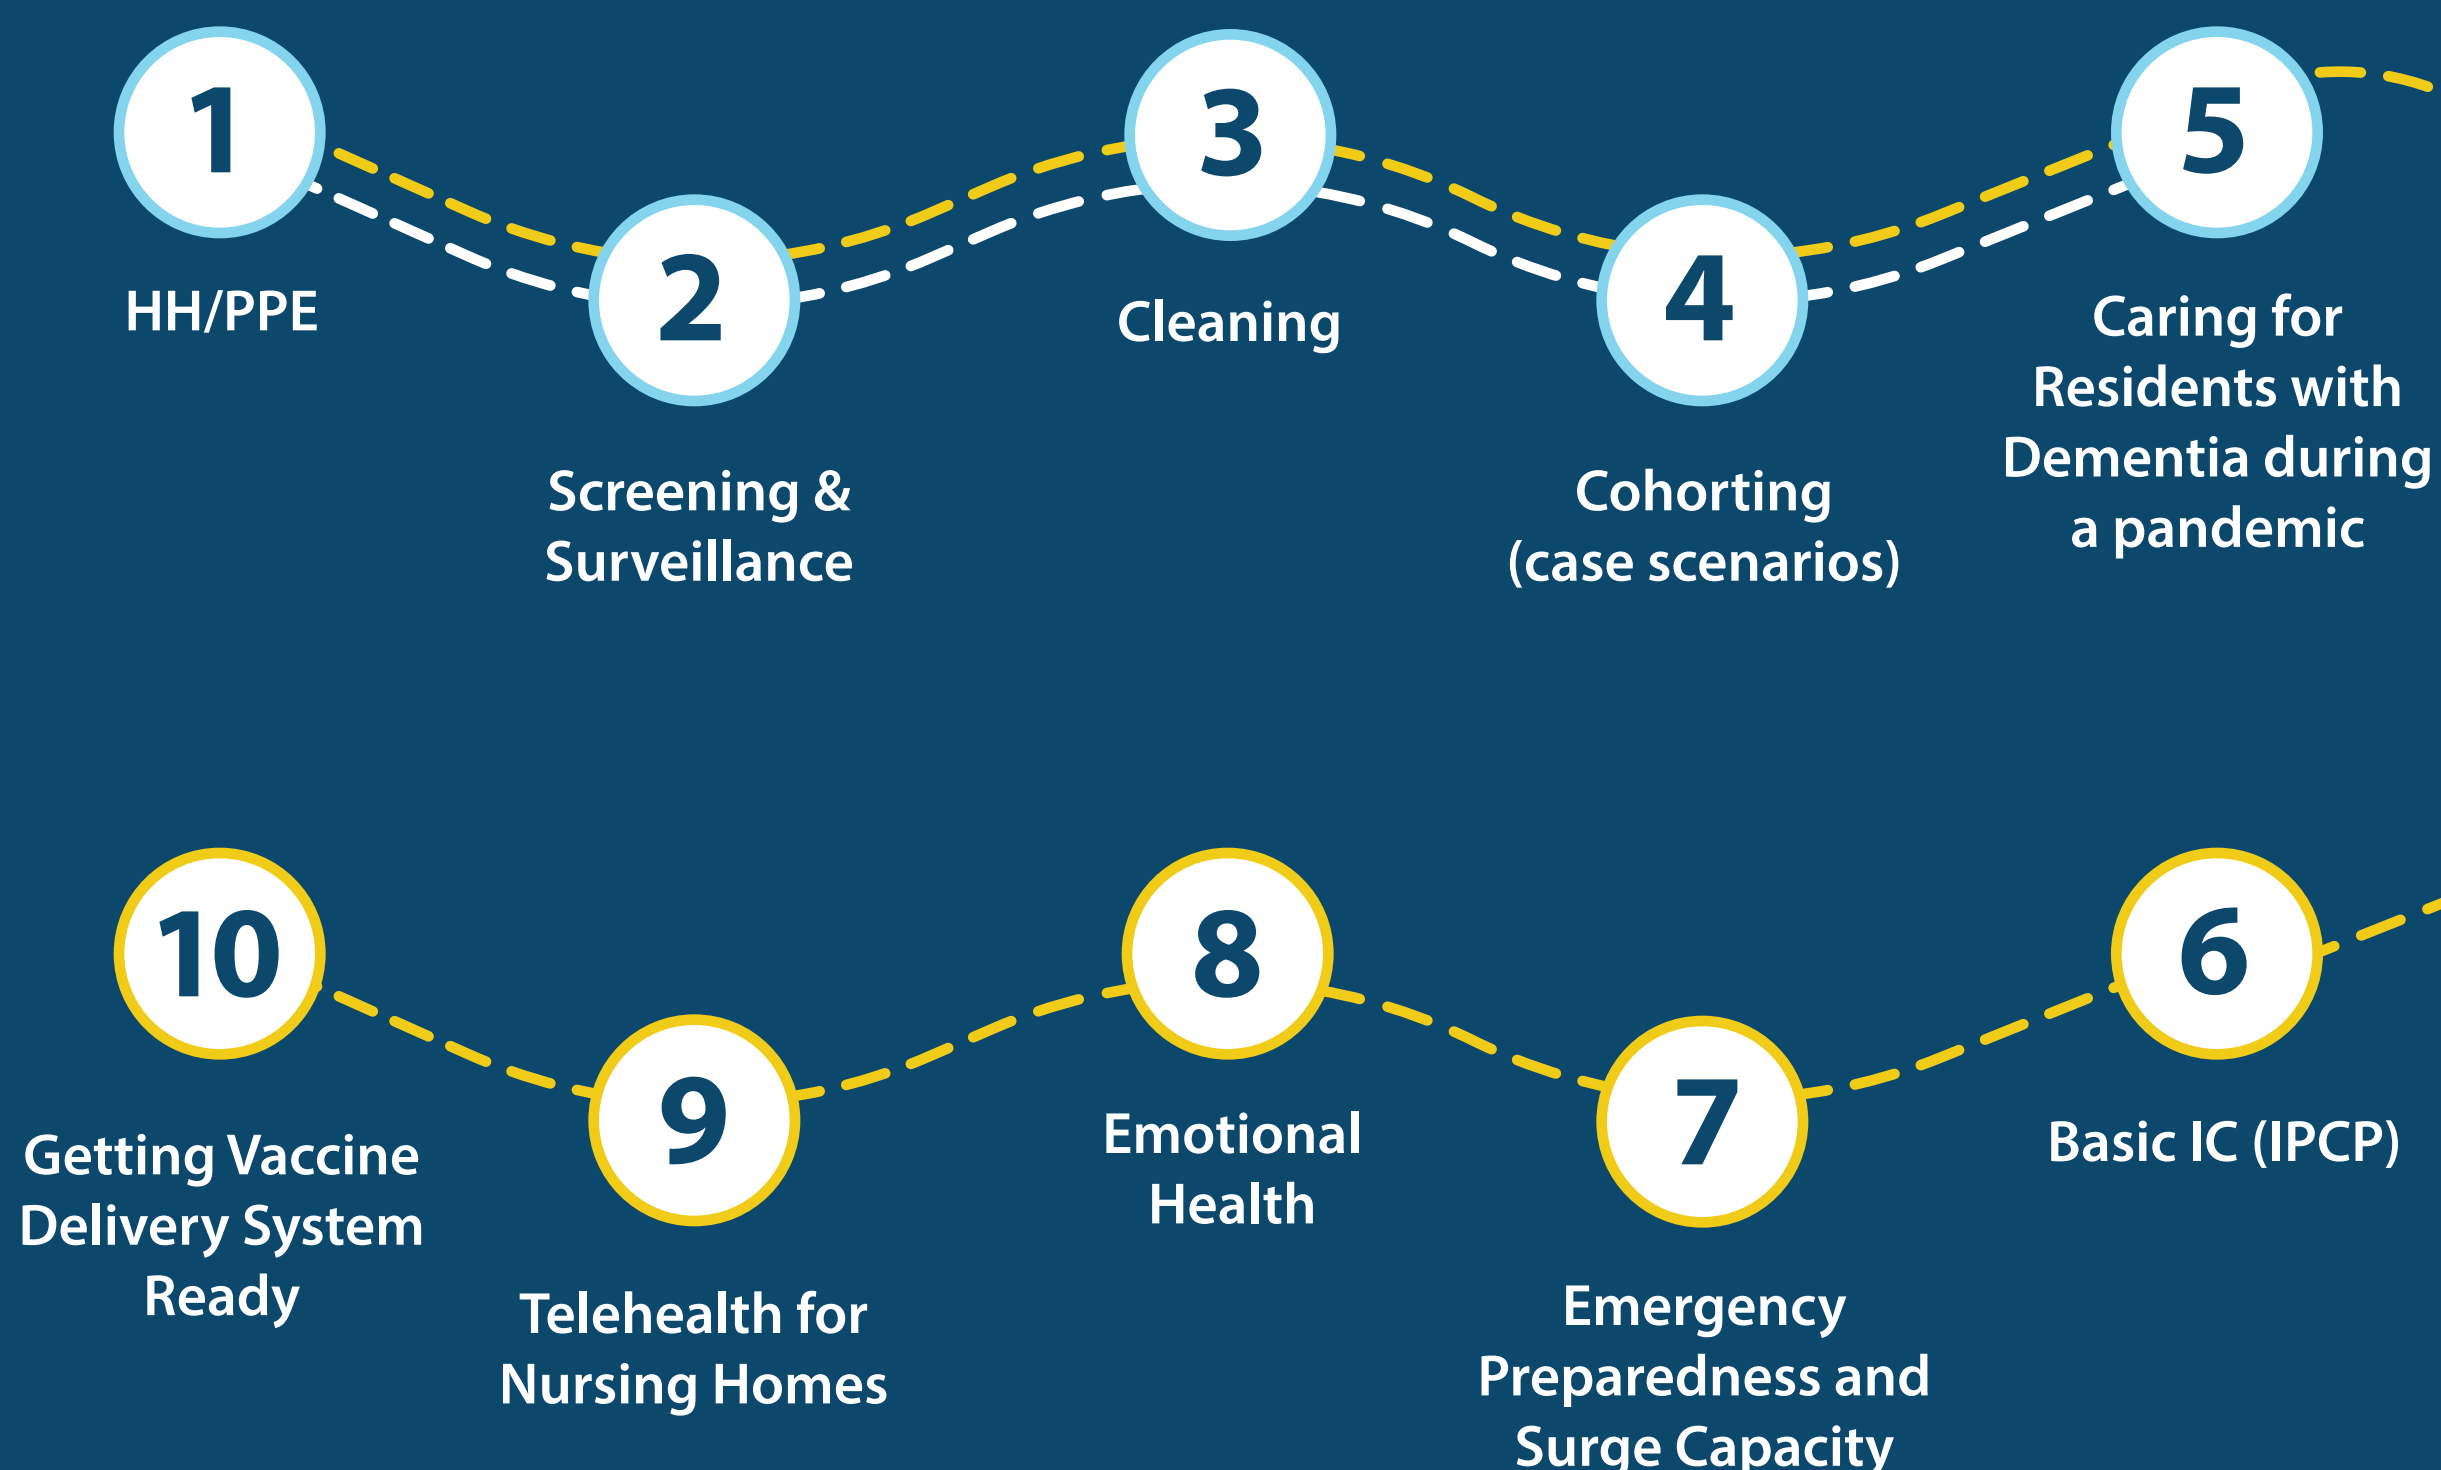 1
HH/PPE
2
Screening &
Surveillance
3
Cleaning
4
Cohorting
(case scenarios)
5
Caring for
Residents with
Dementia during
a pandemic
6
Basic IC (IPCP)
7
Emergency
Preparedness and
Surge Capacity
8
Emotional
Health
9
Telehealth for
Nursing Homes
10
Getting Vaccine
Delivery System
Ready